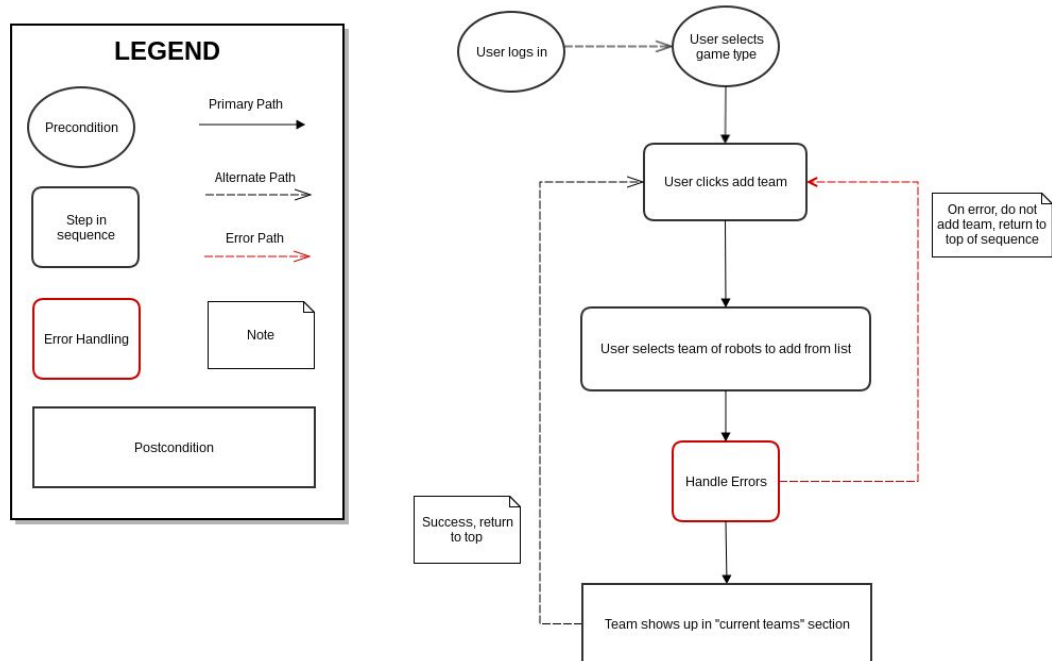 LEGEND
Precondition
Primary Path
Alternate Path
Step in
sequence
Error Path
Error Handling
Note
Postcondition
User logs in
User selects
game type
User clicks add team
On error, do not
add team, return to
top of sequence
User selects team of robots to add from list
Handle Errors
Success, return
to top
Team shows up in "current teams" section